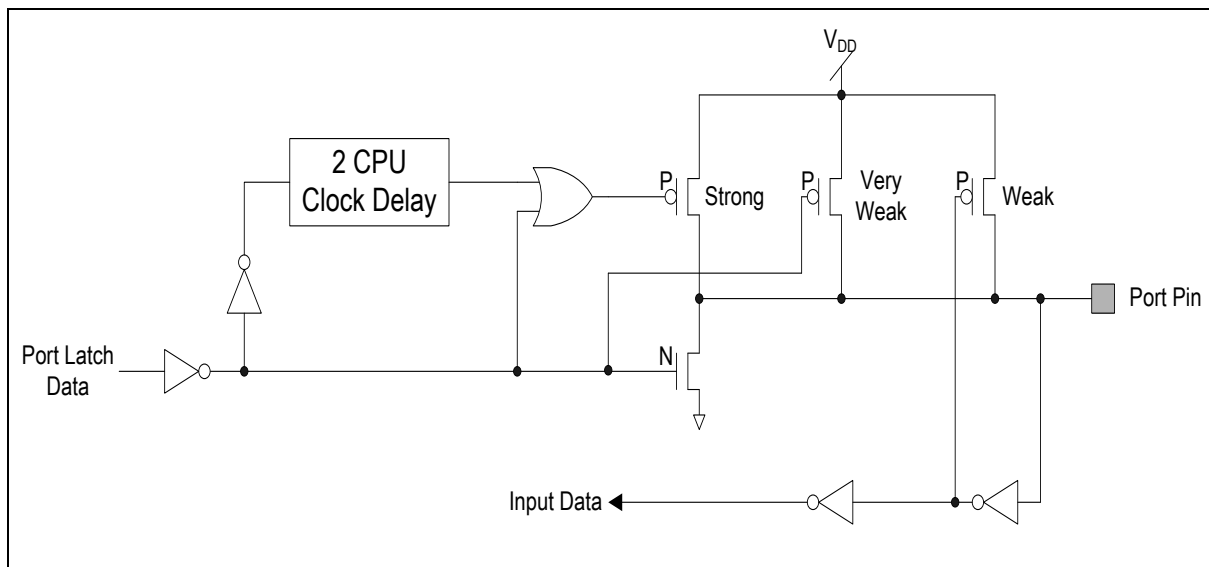 V_DD
2 CPU
Clock Delay
P
Strong
P
Very
Weak
P
Weak
Port Pin
Port Latch
Data
N
Input Data